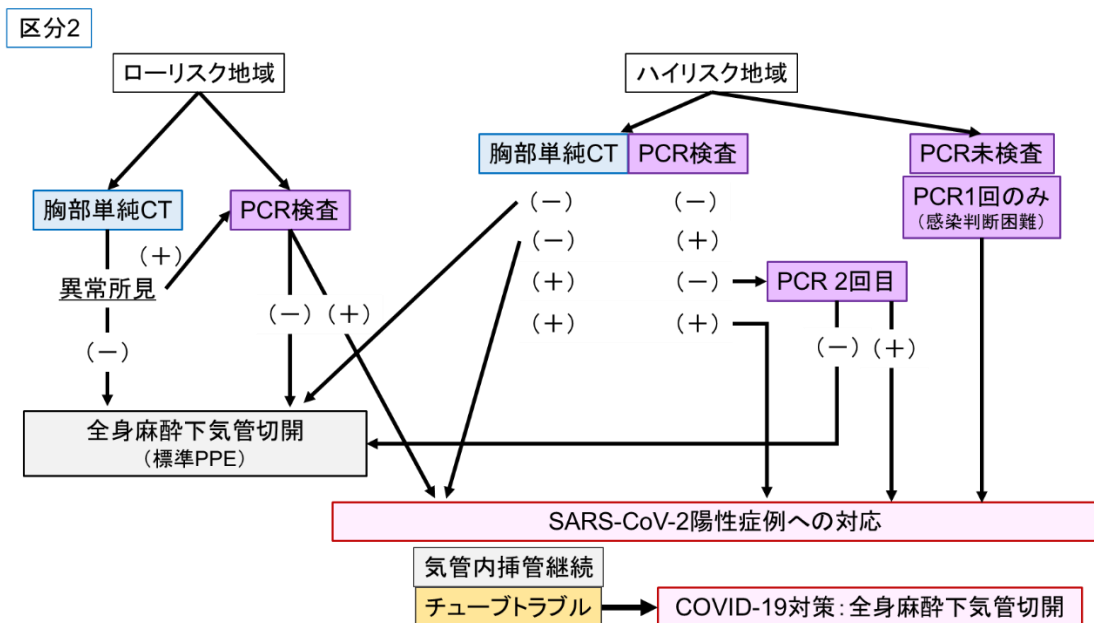 区分2
ローリスク地域
ハイリスク地域
胸部単純CT
PCR検査
PCR未検査
胸部単純CT
PCR検査
PCR1回のみ
(感染判断困難)
(－)
(－)
(－)
(＋)
(＋)
(－)
(＋)
(＋)
PCR 2回目
(－)
(＋)
(＋)
異常所見
(－)
(－)
(＋)
全身麻酔下気管切開
(標準PPE)
SARS-CoV-2陽性症例への対応
気管内挿管継続
チューブトラブル
COVID-19対策：全身麻酔下気管切開